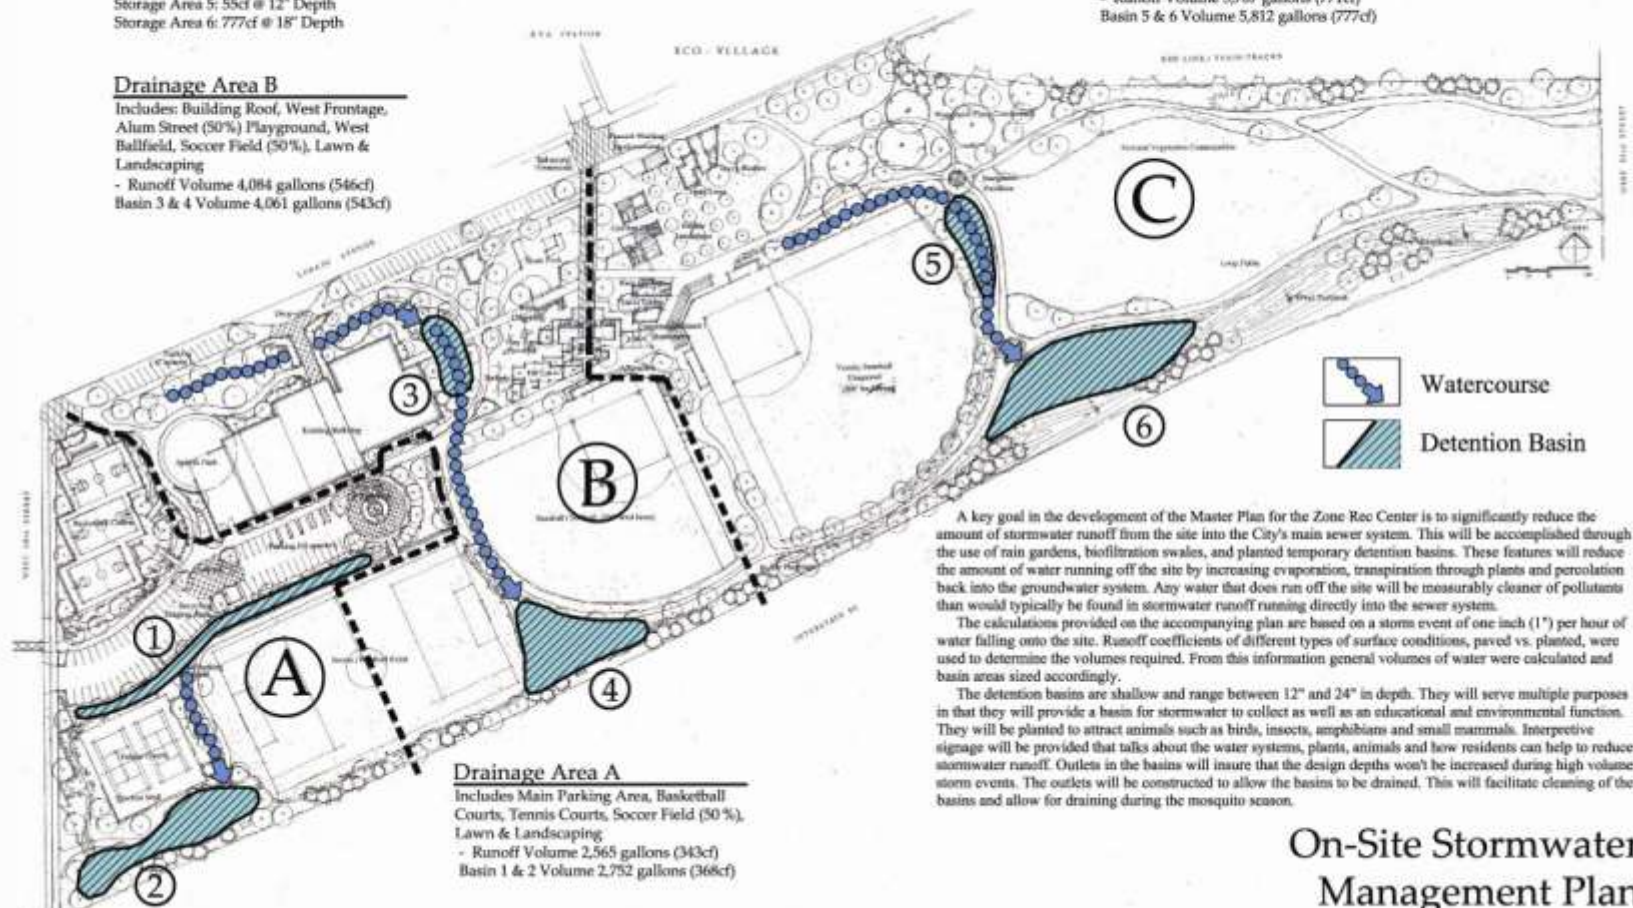 Storage Area 5: 55cf @ 12" Depth
Storage Area 6: 777cf @ 18" Depth
Basin 5 & 6 Volume 5,812 gallons (777cf)
ECO-VILLAGE
Drainage Area B
Includes: Building Roof, West Frontage,
Alum Street (50%) Playground, West
Ballfield, Soccer Field (50%), Lawn &
Landscaping
- Runoff Volume 4,084 gallons (546cf)
Basin 3 & 4 Volume 4,061 gallons (543cf)
C
5
3
6
B
Watercourse
Detention Basin
1
A
4
2
INTERSTATE 90
A key goal in the development of the Master Plan for the Zone Rec Center is to significantly reduce the
amount of stormwater runoff from the site into the City's main sewer system. This will be accomplished through
the use of rain gardens, biofiltration swales, and planted temporary detention basins. These features will reduce
the amount of water running off the site by increasing evaporation, transpiration through plants and percolation
back into the groundwater system. Any water that does run off the site will be measurably cleaner of pollutants
than would typically be found in stormwater runoff running directly into the sewer system.
The calculations provided on the accompanying plan are based on a storm event of one inch (1") per hour of
water falling onto the site. Runoff coefficients of different types of surface conditions, paved vs. planted, were
used to determine the volumes required. From this information general volumes of water were calculated and
basin areas sized accordingly.
The detention basins are shallow and range between 12" and 24" in depth. They will serve multiple purposes
in that they will provide a basin for stormwater to collect as well as an educational and environmental function.
They will be planted to attract animals such as birds, insects, amphibians and small mammals. Interpretive
signage will be provided that talks about the water systems, plants, animals and how residents can help to reduce
stormwater runoff. Outlets in the basins will insure that the design depths won't be increased during high volume
storm events. The outlets will be constructed to allow the basins to be drained. This will facilitate cleaning of the
basins and allow for draining during the mosquito season.
Drainage Area A
Includes Main Parking Area, Basketball
Courts, Tennis Courts, Soccer Field (50 %),
Lawn & Landscaping
- Runoff Volume 2,565 gallons (343cf)
Basin 1 & 2 Volume 2,752 gallons (368cf)
On-Site Stormwater
Management Plan